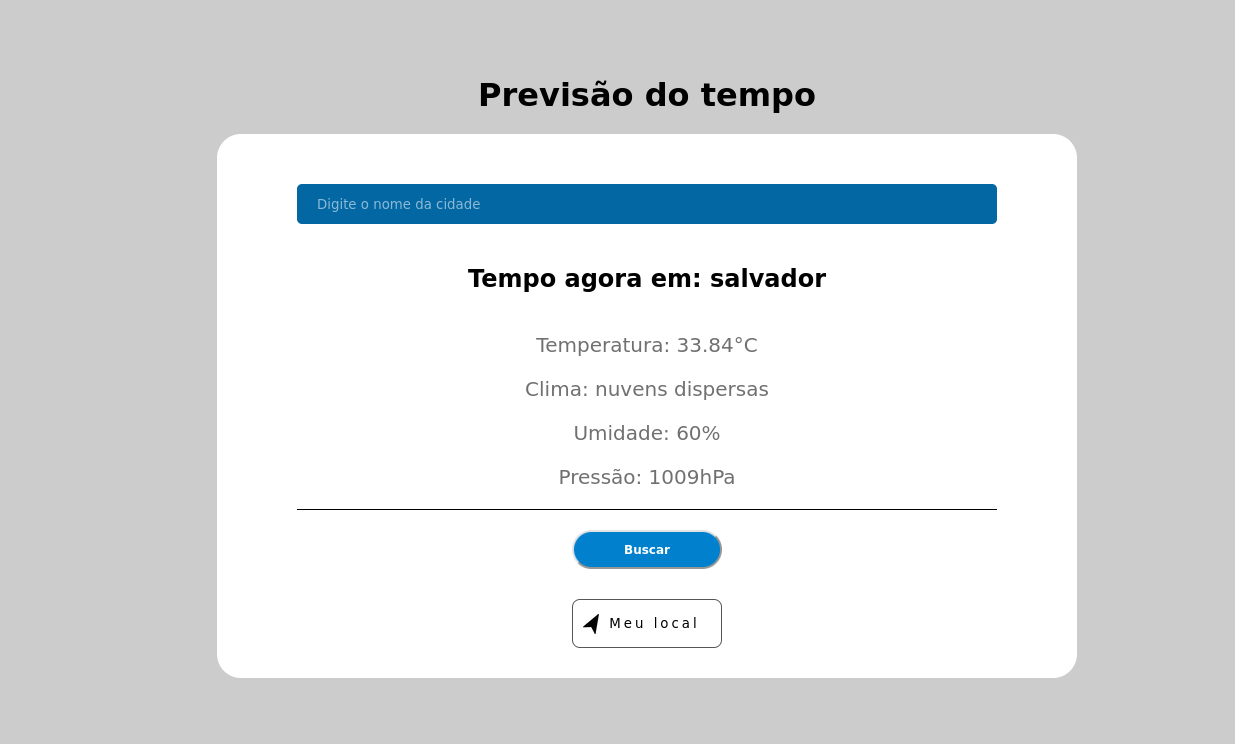 Previsão do tempo
Digite o nome da cidade
Tempo agora em: salvador
Temperatura: 33.84°C
Clima: nuvens dispersas
Umidade: 60%
Pressão: 1009hPa
Buscar
Meu local